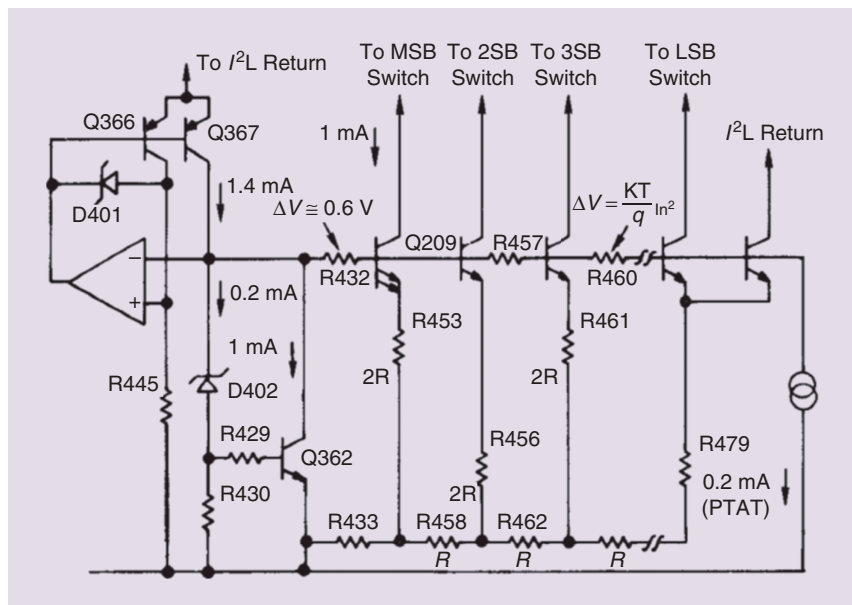 To MSB Switch
To 2SB Switch
To 3SB Switch
To LSB Switch
To I²L Return
Q366
Q367
1 mA
I²L Return
1.4 mA
D401
ΔV ≅ 0.6 V
ΔV = KT/q ln²
Q209
R457
R432
R460
−
+
0.2 mA
R453
R461
1 mA
2R
2R
R445
D402
R429
R456
Q362
R479
R430
2R
0.2 mA
(PTAT)
R433
R458
R462
R
R
R